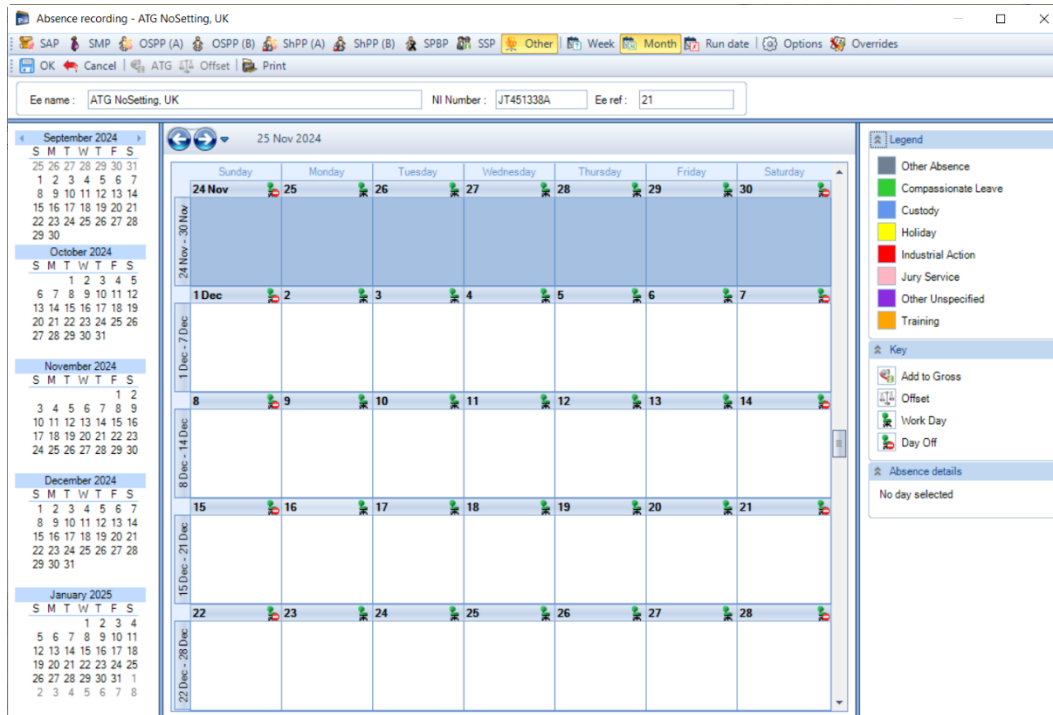 Absence recording - ATG NoSetting, UK
SAP SMP OSPP (A) OSPP (B) ShPP (A) ShPP (B) SPBP SSP Other Week Month Run date Options Overrides
OK Cancel ATG Offset Print
Ee name : ATG NoSetting, UK NI Number : JT451338A Ee ref : 21
September 2024
S M T W T F S
25 26 27 28 29 30 31
1 2 3 4 5 6 7
8 9 10 11 12 13 14
15 16 17 18 19 20 21
22 23 24 25 26 27 28
29 30
October 2024
S M T W T F S
1 2 3 4 5
6 7 8 9 10 11 12
13 14 15 16 17 18 19
20 21 22 23 24 25 26
27 28 29 30 31
November 2024
S M T W T F S
1 2
3 4 5 6 7 8 9
10 11 12 13 14 15 16
17 18 19 20 21 22 23
24 25 26 27 28 29 30
December 2024
S M T W T F S
1 2 3 4 5 6 7
8 9 10 11 12 13 14
15 16 17 18 19 20 21
22 23 24 25 26 27 28
29 30 31
January 2025
S M T W T F S
1 2 3 4
5 6 7 8 9 10 11
12 13 14 15 16 17 18
19 20 21 22 23 24 25
26 27 28 29 30 31 1
2 3 4 5 6 7 8
25 Nov 2024
Sunday Monday Tuesday Wednesday Thursday Friday Saturday
24 Nov 25 26 27 28 29 30
24 Nov - 30 Nov
1 Dec 2 3 4 5 6 7
1 Dec - 7 Dec
8 9 10 11 12 13 14
8 Dec - 14 Dec
15 16 17 18 19 20 21
15 Dec - 21 Dec
22 23 24 25 26 27 28
22 Dec - 28 Dec
Legend
Other Absence
Compassionate Leave
Custody
Holiday
Industrial Action
Jury Service
Other Unspecified
Training
Key
Add to Gross
Offset
Work Day
Day Off
Absence details
No day selected